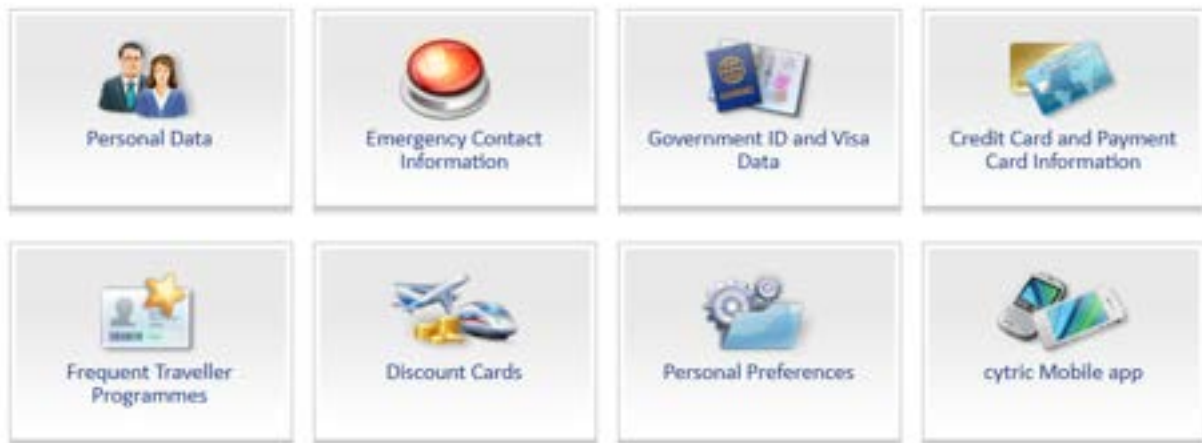 Personal Data
Emergency Contact
Information
Government ID and Visa
Data
Credit Card and Payment
Card Information
Frequent Traveller
Programmes
Discount Cards
Personal Preferences
cytric Mobile app